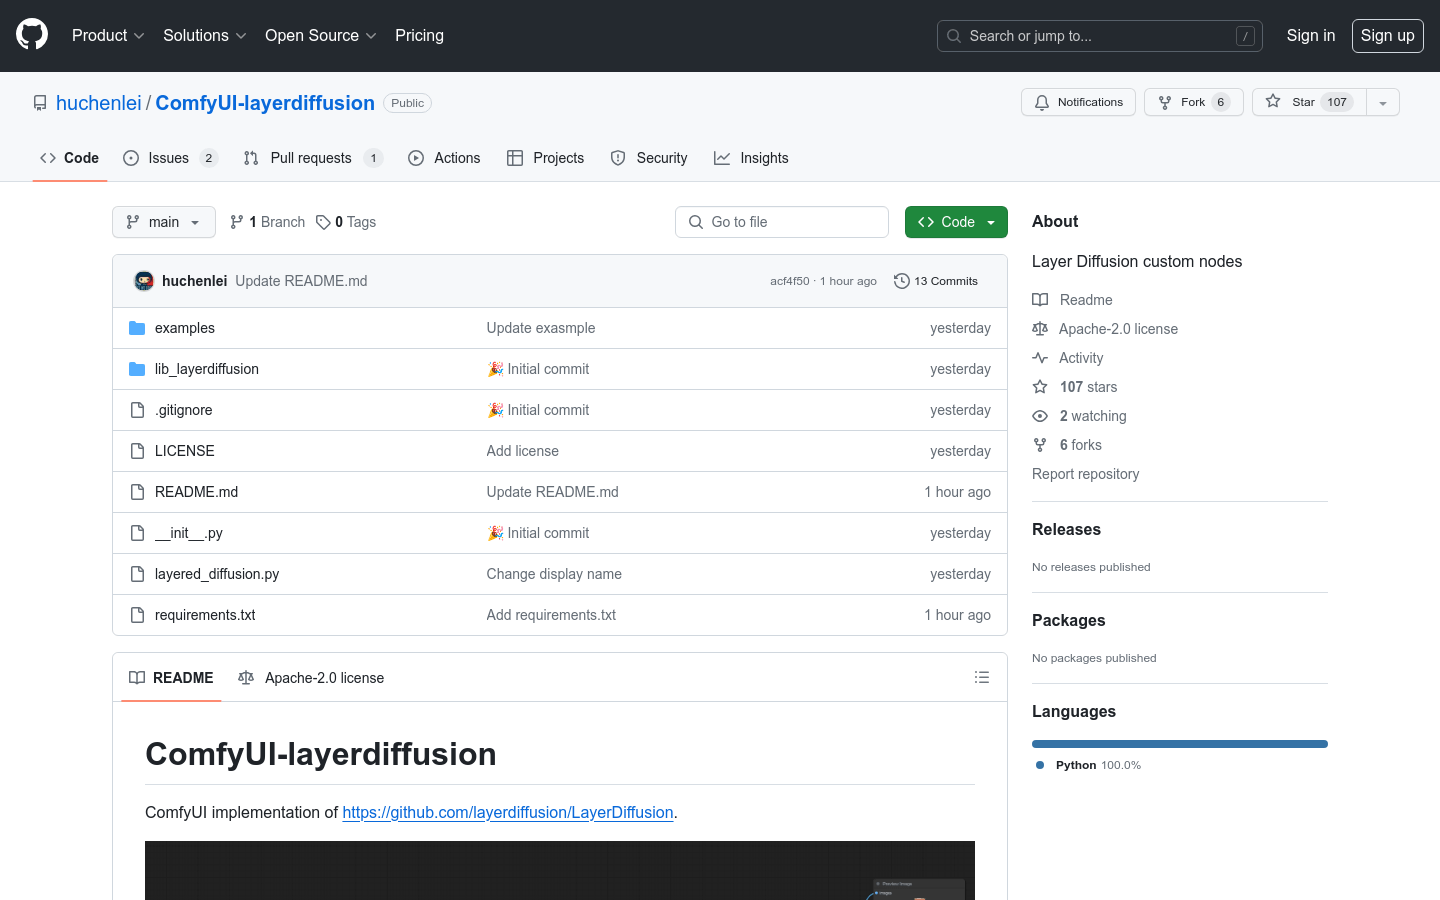 Product Solutions Open Source Pricing Search or jump to... / Sign in Sign up
huchenlei / ComfyUI-layerdiffusion Public Notifications Fork 6 Star 107
Code Issues 2 Pull requests 1 Actions Projects Security Insights
main 1 Branch 0 Tags Go to file Code
huchenlei Update README.md acf4f50 · 1 hour ago 13 Commits
examples Update exasmple yesterday
lib_layerdiffusion 🎉 Initial commit yesterday
.gitignore 🎉 Initial commit yesterday
LICENSE Add license yesterday
README.md Update README.md 1 hour ago
__init__.py 🎉 Initial commit yesterday
layered_diffusion.py Change display name yesterday
requirements.txt Add requirements.txt 1 hour ago
README Apache-2.0 license
ComfyUI-layerdiffusion
ComfyUI implementation of https://github.com/layerdiffusion/LayerDiffusion.
Preview Image
images
About
Layer Diffusion custom nodes
Readme
Apache-2.0 license
Activity
107 stars
2 watching
6 forks
Report repository
Releases
No releases published
Packages
No packages published
Languages
Python 100.0%